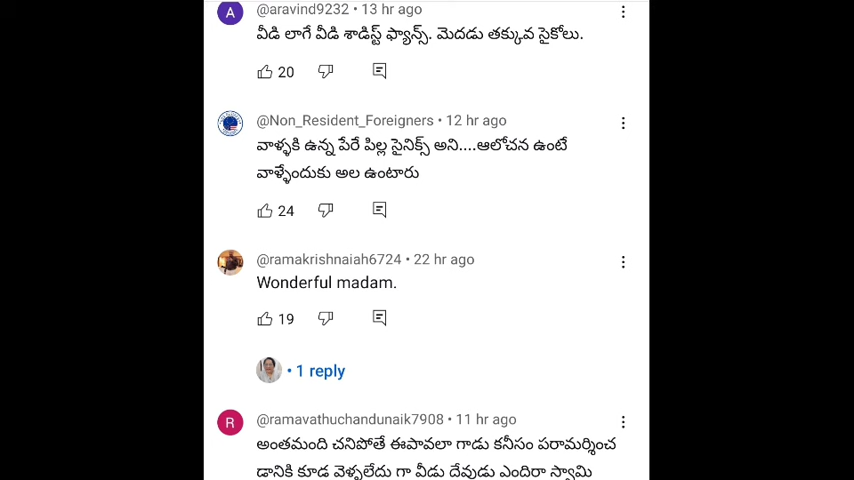 A
@aravind9232 • 13 hr ago
వీడి లాగే వీడి శాడిస్ట్ ఫ్యాన్స్. మెదడు తక్కువ సైకోలు.
20
@Non_Resident_Foreigners • 12 hr ago
వాళ్ళకి ఉన్న పేరే పిల్ల సైనిక్స్ అని....ఆలోచన ఉంటే
వాళ్ళేందుకు అల ఉంటారు
24
@ramakrishnaiah6724 • 22 hr ago
Wonderful madam.
19
• 1 reply
R
@ramavathuchandunaik7908 • 11 hr ago
అంతమంది చనిపోతే ఈపావలా గాడు కనీసం పరామర్శించ
డానికి కూడ వెళ్ళలేదు గా వీడు దేవుడు ఎందిరా స్వామి